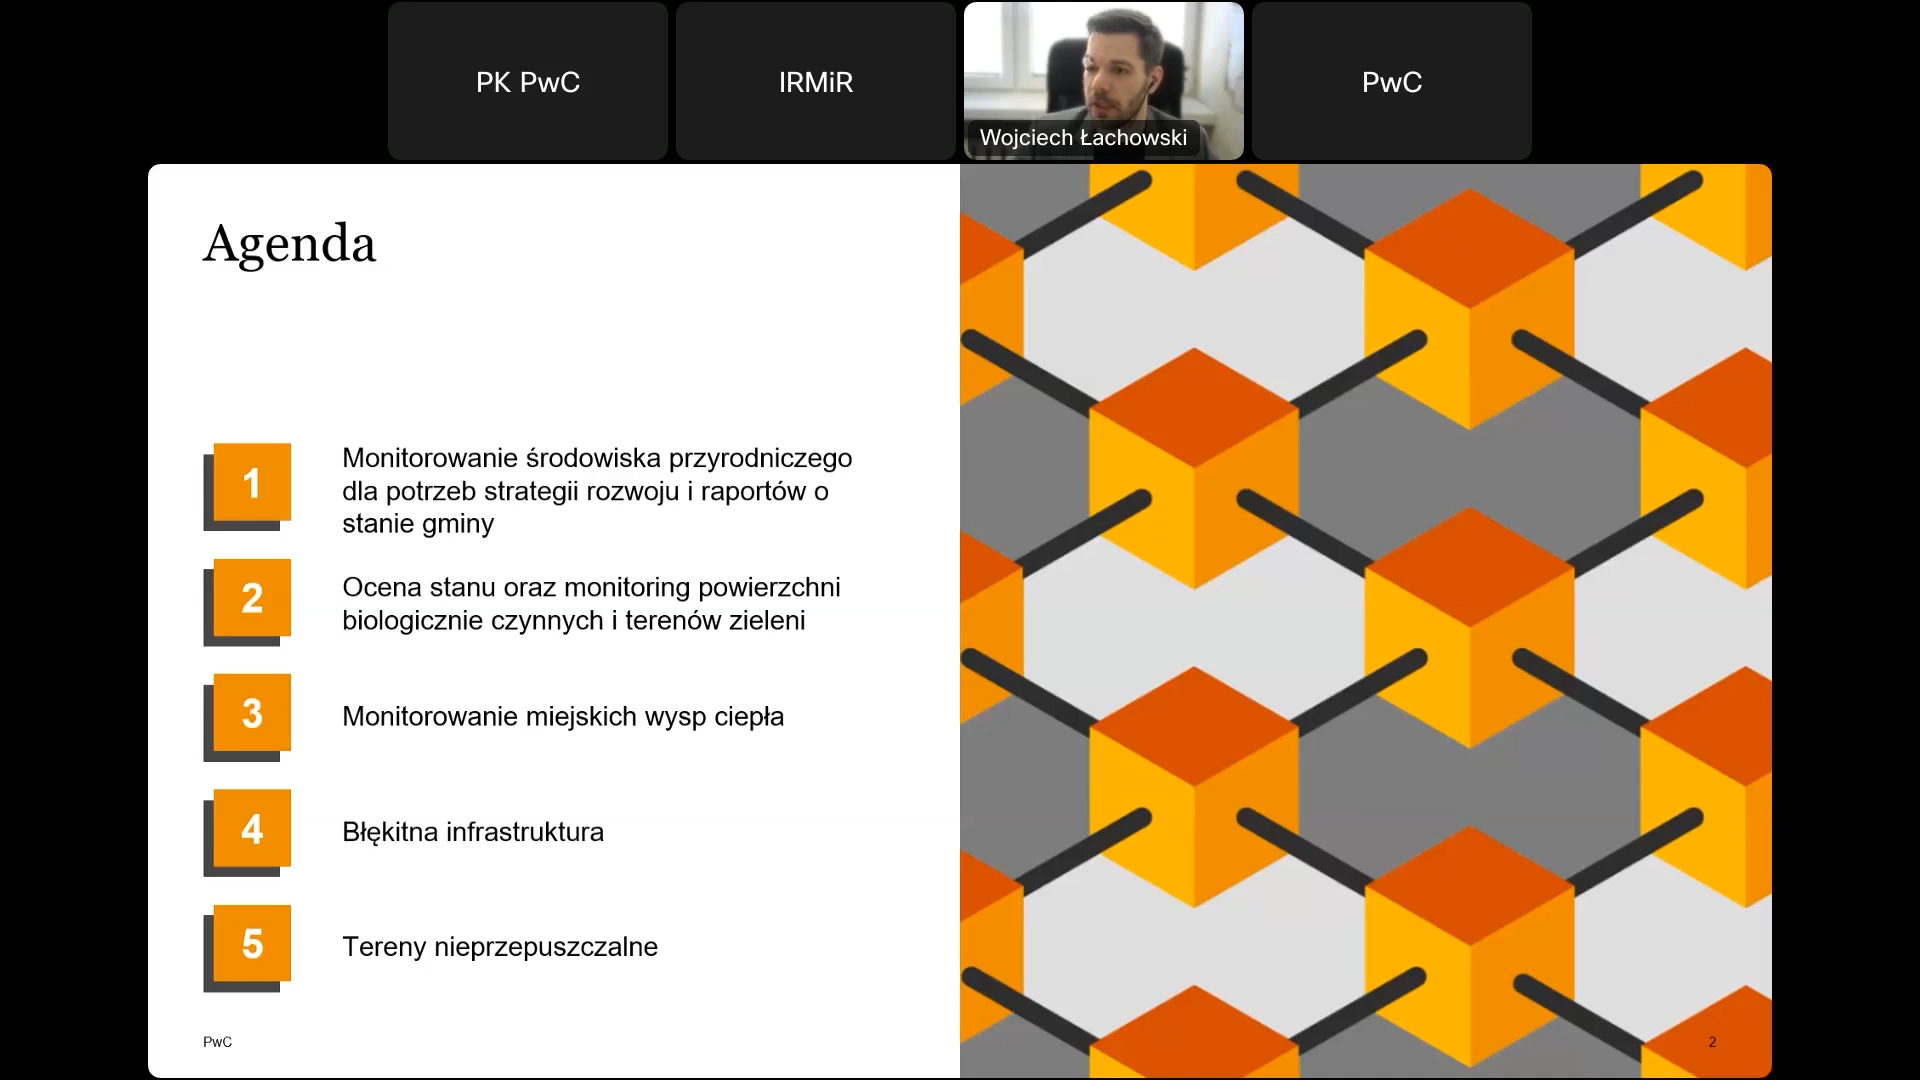 PK PwC
IRMiR
Wojciech Łachowski
PwC
Agenda
1
Monitorowanie środowiska przyrodniczego
dla potrzeb strategii rozwoju i raportów o
stanie gminy
2
Ocena stanu oraz monitoring powierzchni
biologicznie czynnych i terenów zieleni
3
Monitorowanie miejskich wysp ciepła
4
Błękitna infrastruktura
5
Tereny nieprzepuszczalne
PwC
2